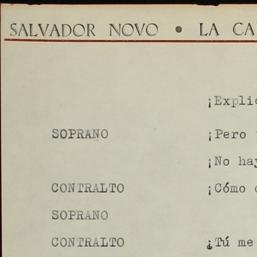 SALVADOR NOVO • LA CA
¡Explic
SOPRANO ¡Pero
¡No hay
CONTRALTO ¡Cómo
SOPRANO
CONTRALTO ¿Tú me